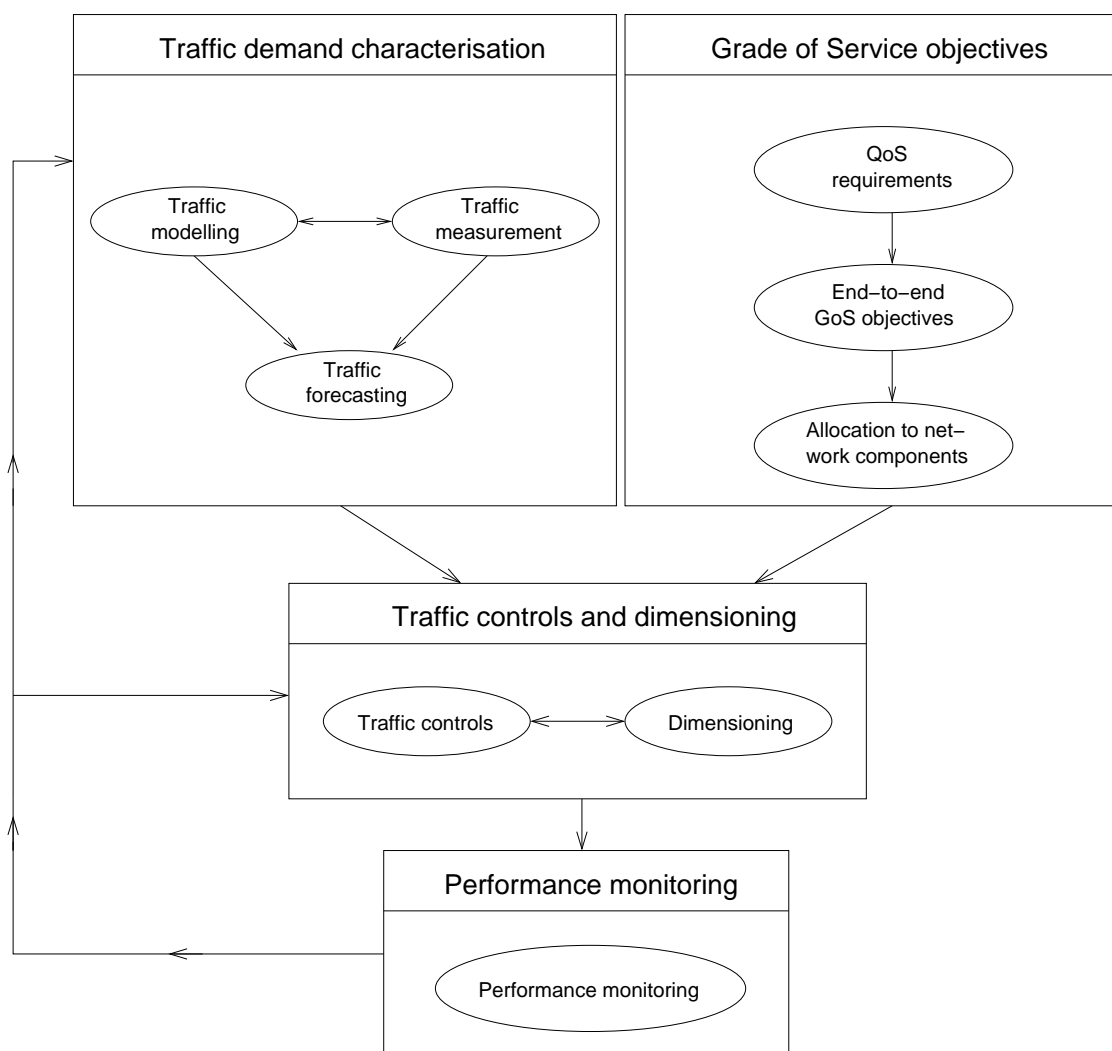 Traffic demand characterisation
Traffic
modelling
Traffic
measurement
Traffic
forecasting
Grade of Service objectives
QoS
requirements
End−to−end
GoS objectives
Allocation to net−
work components
Traffic controls and dimensioning
Traffic controls
Dimensioning
Performance monitoring
Performance monitoring